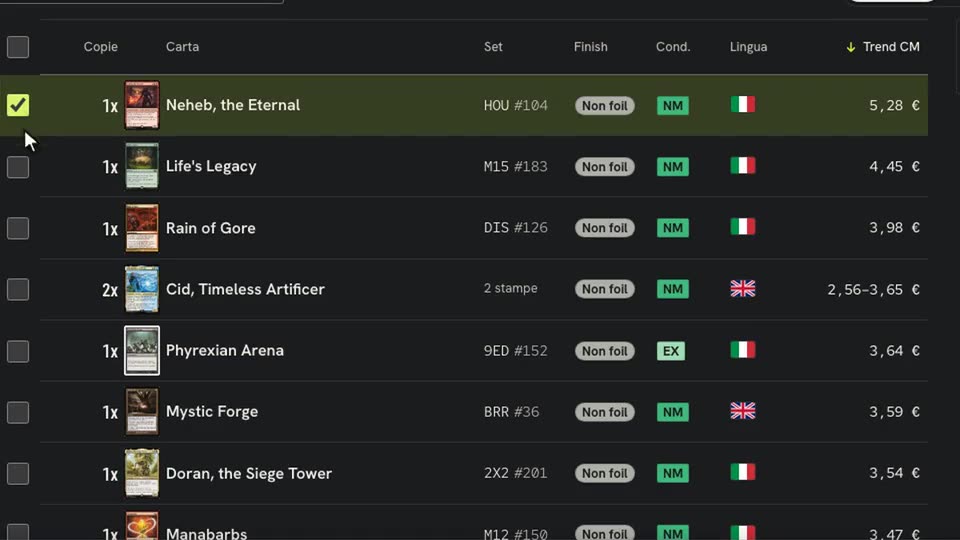 Copie Carta Set Finish Cond. Lingua ↓ Trend CM
1x Neheb, the Eternal HOU #104 Non foil NM 5,28 €
1x Life's Legacy M15 #183 Non foil NM 4,45 €
1x Rain of Gore DIS #126 Non foil NM 3,98 €
2x Cid, Timeless Artificer 2 stampe Non foil NM 2,56–3,65 €
1x Phyrexian Arena 9ED #152 Non foil EX 3,64 €
1x Mystic Forge BRR #36 Non foil NM 3,59 €
1x Doran, the Siege Tower 2X2 #201 Non foil NM 3,54 €
1x Manabarbs M12 #150 Non foil NM 3,47 €